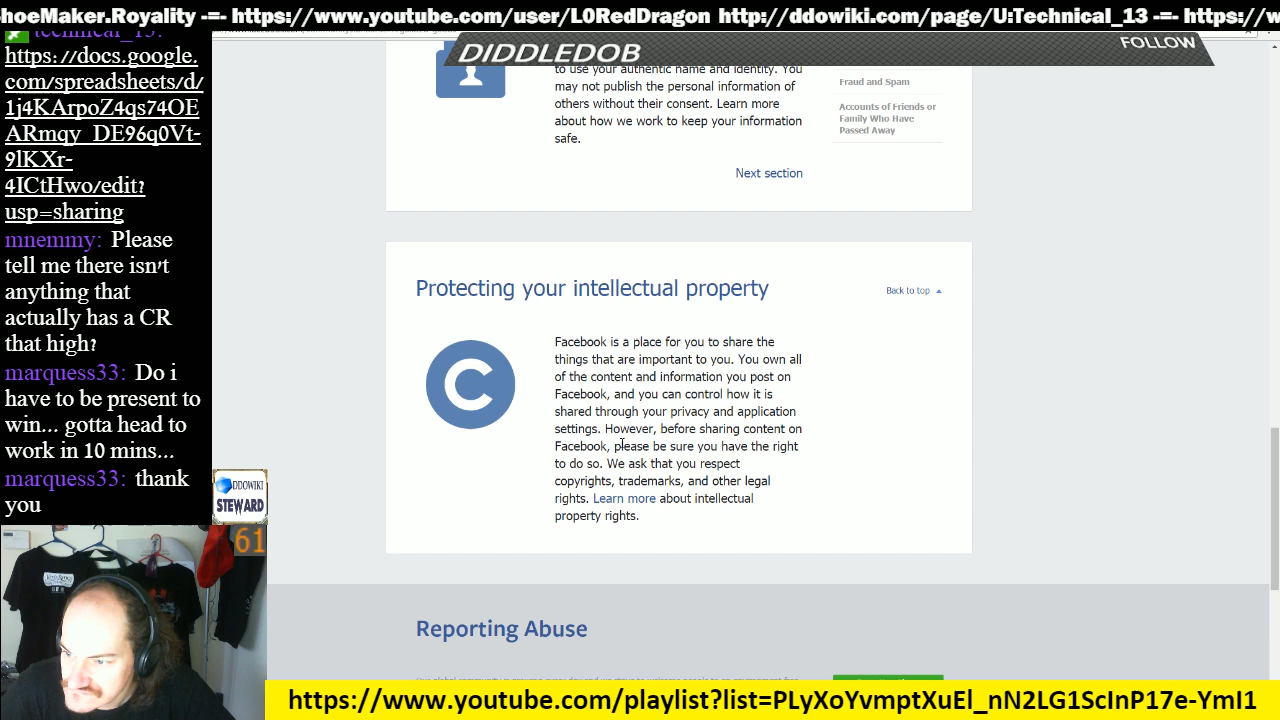 ShoeMaker.Royality -=- https://www.youtube.com/user/L0RedDragon http://ddowiki.com/page/U:Technical_13 -=- https://w
technical_13:
https://docs.google.
com/spreadsheets/d/
1j4KArpoZ4qs74OE
ARmqy_DE96q0Vt-
9lKXr-
4ICtHwo/edit?
usp=sharing
mnemmy: Please
tell me there isn't
anything that
actually has a CR
that high?
marquess33: Do i
have to be present to
win... gotta head to
work in 10 mins...
marquess33: thank
you
DDOWIKI
STEWARD
61
DIDDLEDOB
FOLLOW
to use your authentic name and identity. You
may not publish the personal information of
others without their consent. Learn more
about how we work to keep your information
safe.
Next section
Fraud and Spam
Accounts of Friends or
Family Who Have
Passed Away
Protecting your intellectual property
Back to top
Facebook is a place for you to share the
things that are important to you. You own all
of the content and information you post on
Facebook, and you can control how it is
shared through your privacy and application
settings. However, before sharing content on
Facebook, please be sure you have the right
to do so. We ask that you respect
copyrights, trademarks, and other legal
rights. Learn more about intellectual
property rights.
Reporting Abuse
https://www.youtube.com/playlist?list=PLyXoYvmptXuEl_nN2LG1ScInP17e-YmI1